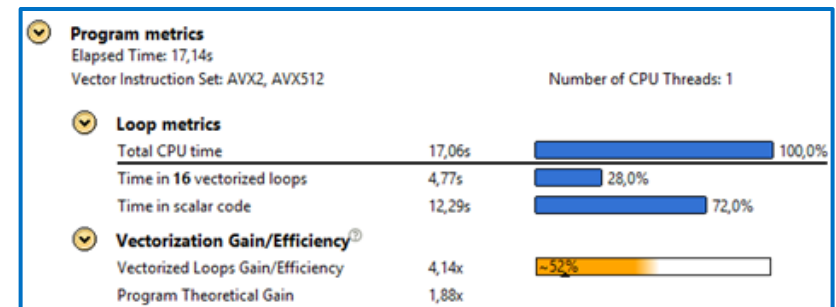 Program metrics
Elapsed Time: 17,14s
Vector Instruction Set: AVX2, AVX512 Number of CPU Threads: 1
Loop metrics
Total CPU time 17,06s 100,0%
Time in 16 vectorized loops 4,77s 28,0%
Time in scalar code 12,29s 72,0%
Vectorization Gain/Efficiency ?
Vectorized Loops Gain/Efficiency 4,14x ~52%
Program Theoretical Gain 1,88x